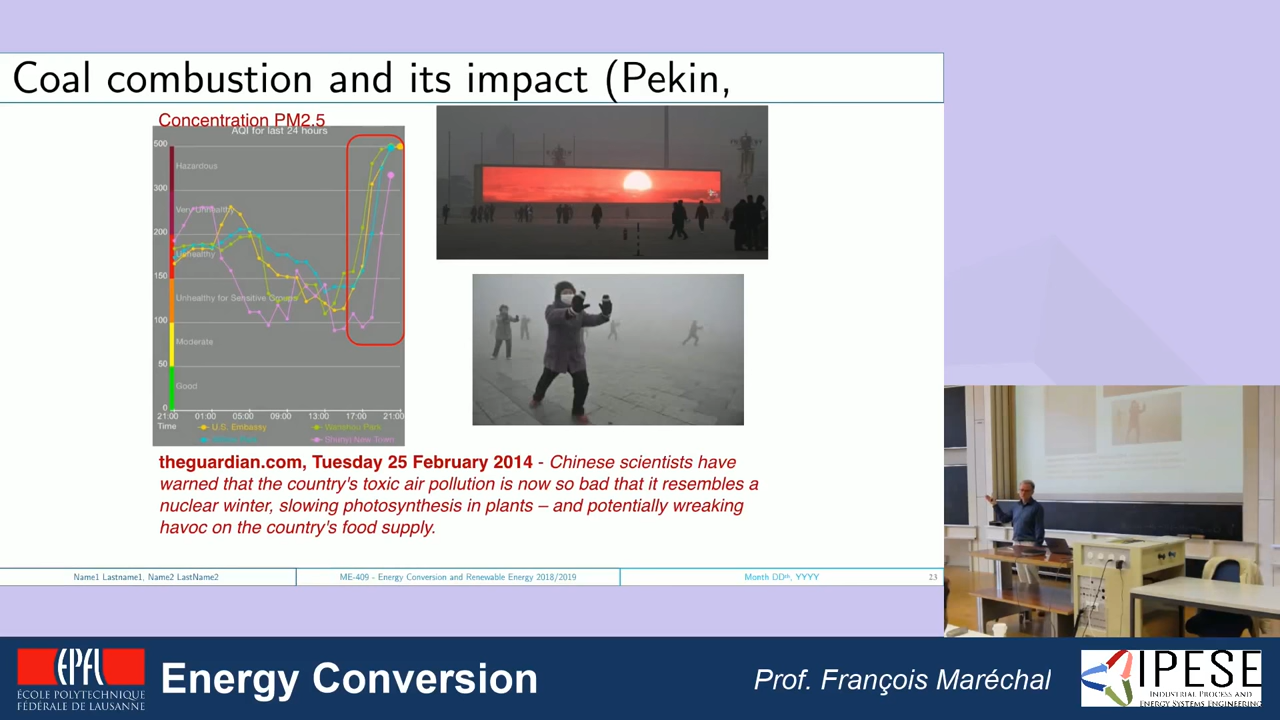 Coal combustion and its impact (Pekin,
Concentration PM2.5
AQI for last 24 hours
500
Hazardous
300
Very Unhealthy
200
Unhealthy
150
Unhealthy for Sensitive Groups
100
Moderate
50
Good
0
21:00 01:00 05:00 09:00 13:00 17:00 21:00
Time
U.S. Embassy
theguardian.com, Tuesday 25 February 2014 - Chinese scientists have
warned that the country's toxic air pollution is now so bad that it resembles a
nuclear winter, slowing photosynthesis in plants – and potentially wreaking
havoc on the country's food supply.
Name1 Lastname1, Name2 LastName2
ME-409 - Energy Conversion and Renewable Energy 2018/2019
Month DDth, YYYY
23
EPFL
ÉCOLE POLYTECHNIQUE
FÉDÉRALE DE LAUSANNE
Energy Conversion
Prof. François Maréchal
IPESE
Industrial Process and
Energy Systems Engineering